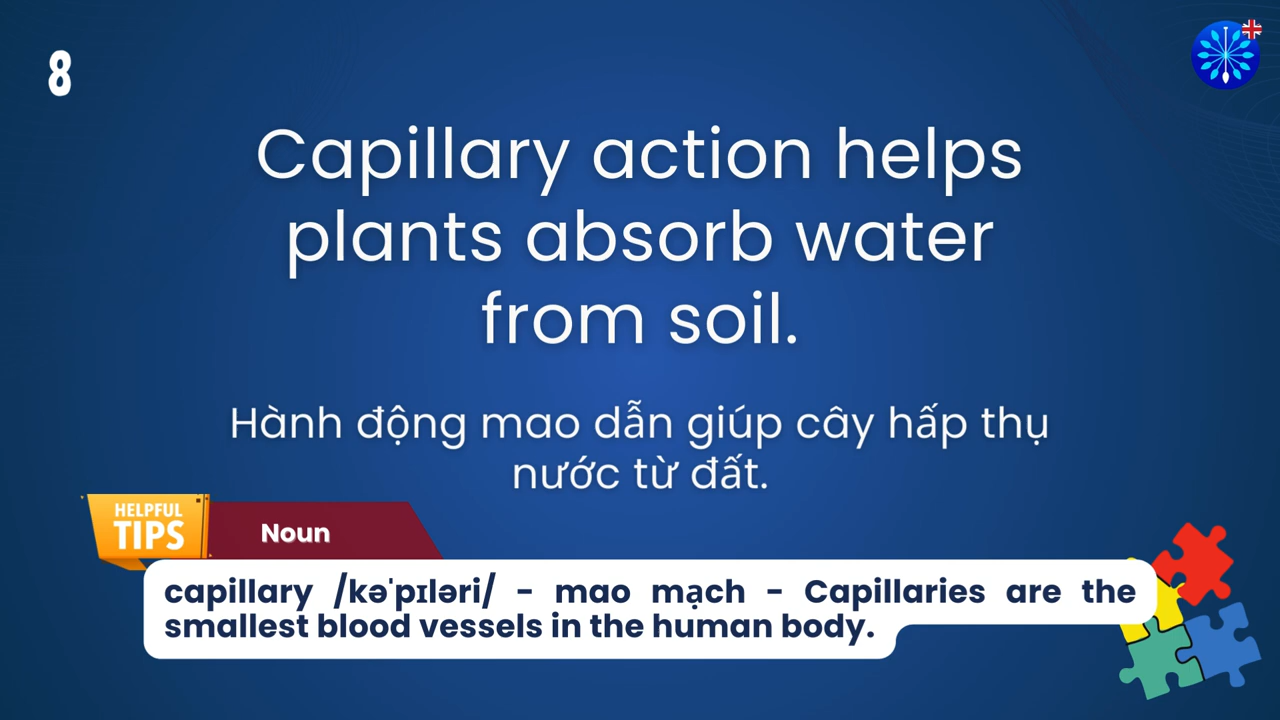 8
Capillary action helps
plants absorb water
from soil.
Hành động mao dẫn giúp cây hấp thụ
nước từ đất.
HELPFUL
TIPS
Noun
capillary /kəˈpɪləri/ - mao mạch - Capillaries are the
smallest blood vessels in the human body.